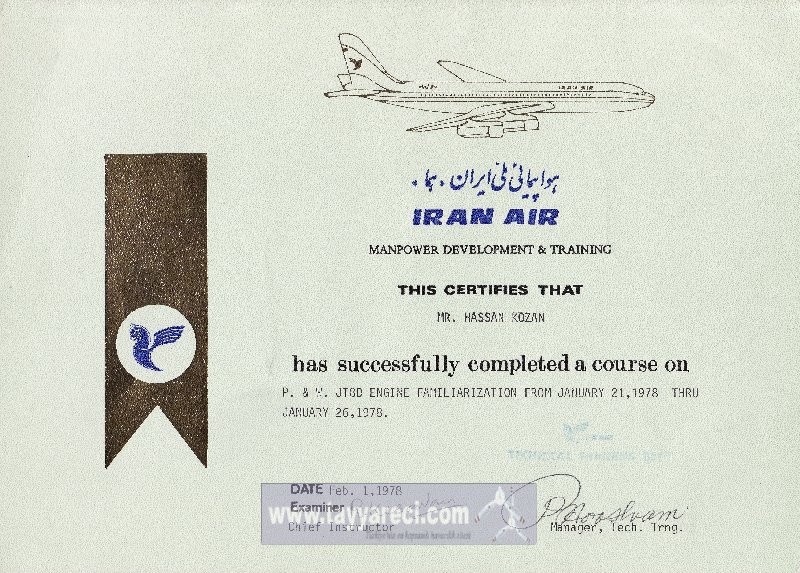 IRAN AIR
هواپیمائی ملی ایران . هما .
IRAN AIR
MANPOWER DEVELOPMENT & TRAINING
THIS CERTIFIES THAT
MR. HASSAN KOZAN
has successfully completed a course on
P. & W. JT8D ENGINE FAMILIARIZATION FROM JANUARY 21,1978 THRU
JANUARY 26,1978.
DATE Feb. 1,1978
Examiner
www.tayyareci.com
Chief Instructor
Manager, Tech. Trng.